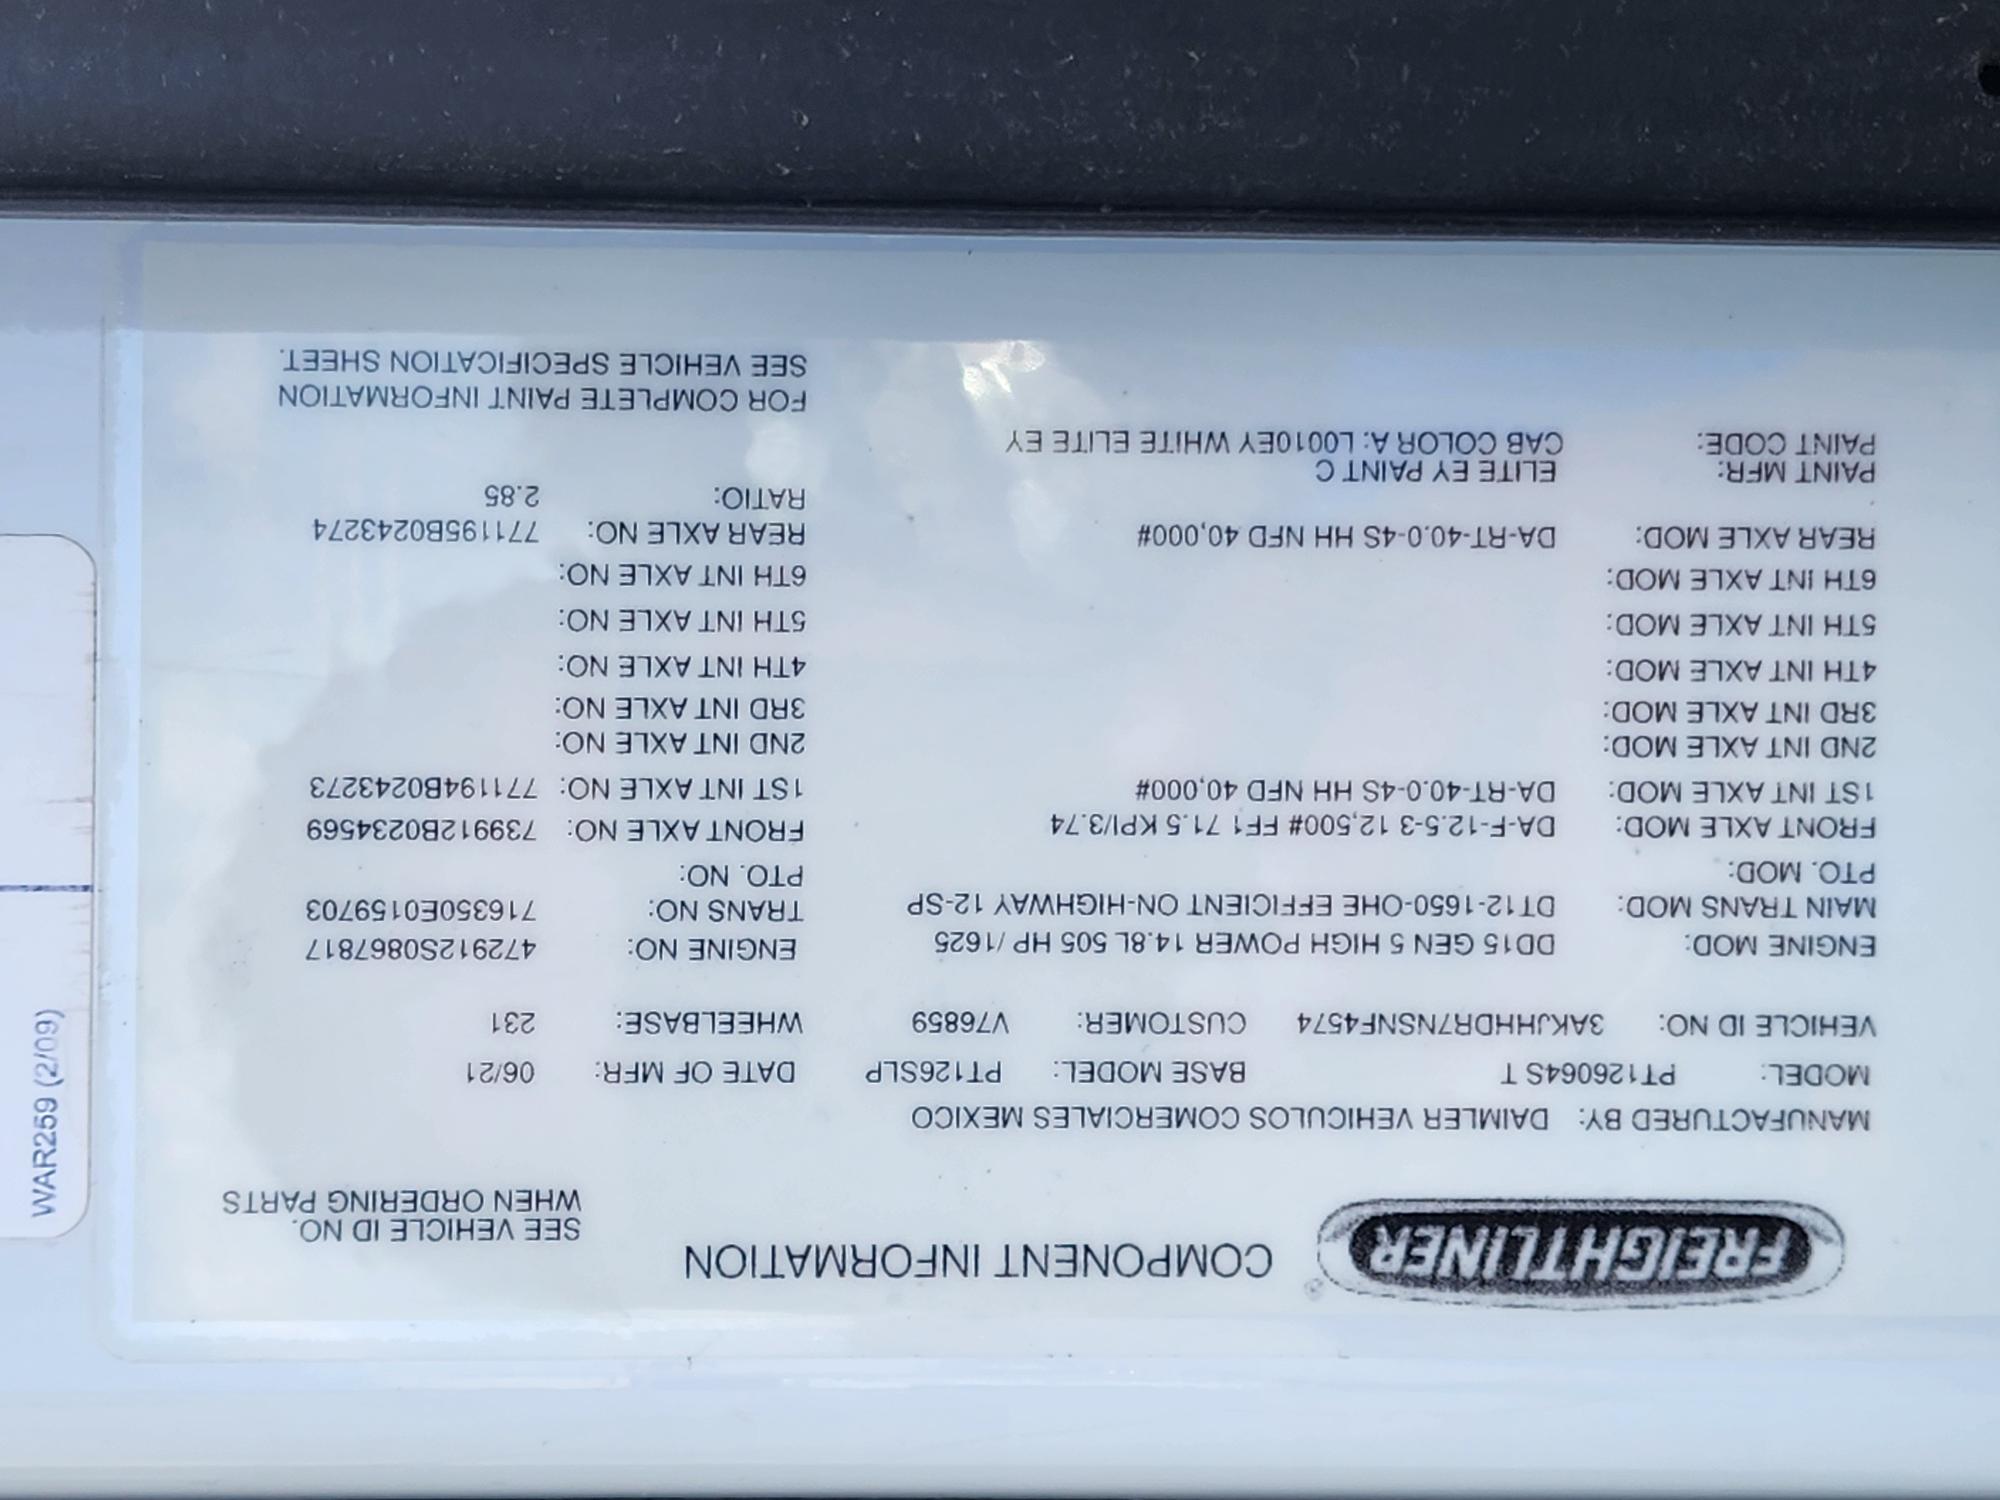 FREIGHTLINER®
COMPONENT INFORMATION
SEE VEHICLE ID NO.
WHEN ORDERING PARTS
MANUFACTURED BY: DAIMLER VEHICULOS COMERCIALES MEXICO
MODEL: PT126064S T BASE MODEL: PT126SLP DATE OF MFR: 06/21
VEHICLE ID NO: 3AKJHHDR7NSNF4574 CUSTOMER: V76859 WHEELBASE: 231
ENGINE MOD: DD15 GEN 5 HIGH POWER 14.8L 505 HP /1625 ENGINE NO: 472912S0867817
MAIN TRANS MOD: DT12-1650-OHE EFFICIENT ON-HIGHWAY 12-SP TRANS NO: 716350E0159703
PTO. MOD: PTO. NO:
FRONT AXLE MOD: DA-F-12.5-3 12,500# FF1 71.5 KPI/3.74 FRONT AXLE NO: 739912B0234569
1ST INT AXLE MOD: DA-RT-40.0-4S HH NFD 40,000# 1ST INT AXLE NO: 771194B0243273
2ND INT AXLE MOD: 2ND INT AXLE NO:
3RD INT AXLE MOD: 3RD INT AXLE NO:
4TH INT AXLE MOD: 4TH INT AXLE NO:
5TH INT AXLE MOD: 5TH INT AXLE NO:
6TH INT AXLE MOD: 6TH INT AXLE NO:
REAR AXLE MOD: DA-RT-40.0-4S HH NFD 40,000# REAR AXLE NO: 771195B0243274
RATIO: 2.85
PAINT MFR: ELITE EY PAINT C
PAINT CODE: CAB COLOR A: L0010EY WHITE ELITE EY
FOR COMPLETE PAINT INFORMATION
SEE VEHICLE SPECIFICATION SHEET.
WAR259 (2/09)